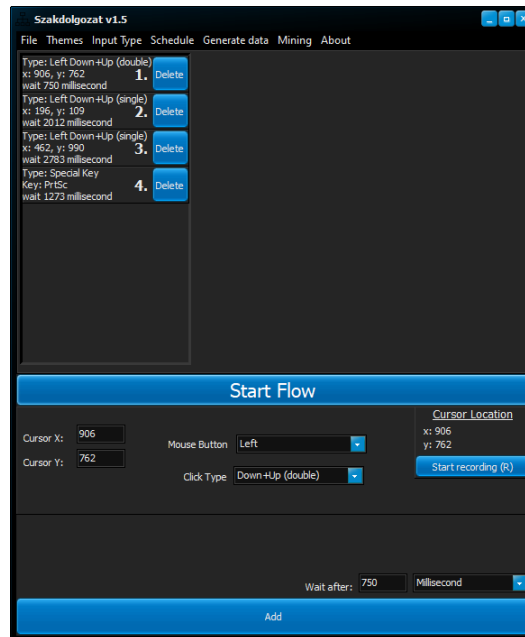 Szakdolgozat v1.5
File Themes Input Type Schedule Generate data Mining About
Type: Left Down+Up (double)
x: 906, y: 762
wait 750 millisecond
1.
Delete
Type: Left Down+Up (single)
x: 196, y: 109
wait 2012 millisecond
2.
Delete
Type: Left Down+Up (single)
x: 462, y: 990
wait 2783 millisecond
3.
Delete
Type: Special Key
Key: PrtSc
wait 1273 millisecond
4.
Delete
Start Flow
Cursor X: 906
Cursor Y: 762
Mouse Button Left
Click Type Down+Up (double)
Cursor Location
x: 906
y: 762
Start recording (R)
Wait after: 750 Millisecond
Add